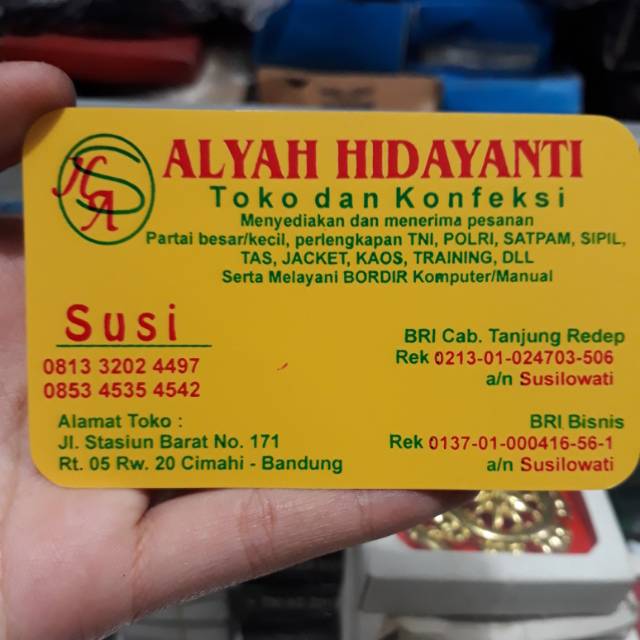 HSA
ALYAH HIDAYANTI
Toko dan Konfeksi
Menyediakan dan menerima pesanan
Partai besar/kecil, perlengkapan TNI, POLRI, SATPAM, SIPIL,
TAS, JACKET, KAOS, TRAINING, DLL
Serta Melayani BORDIR Komputer/Manual
Susi
0813 3202 4497
0853 4535 4542
Alamat Toko :
Jl. Stasiun Barat No. 171
Rt. 05 Rw. 20 Cimahi - Bandung
BRI Cab. Tanjung Redep
Rek 0213-01-024703-506
a/n Susilowati
BRI Bisnis
Rek 0137-01-000416-56-1
a/n Susilowati